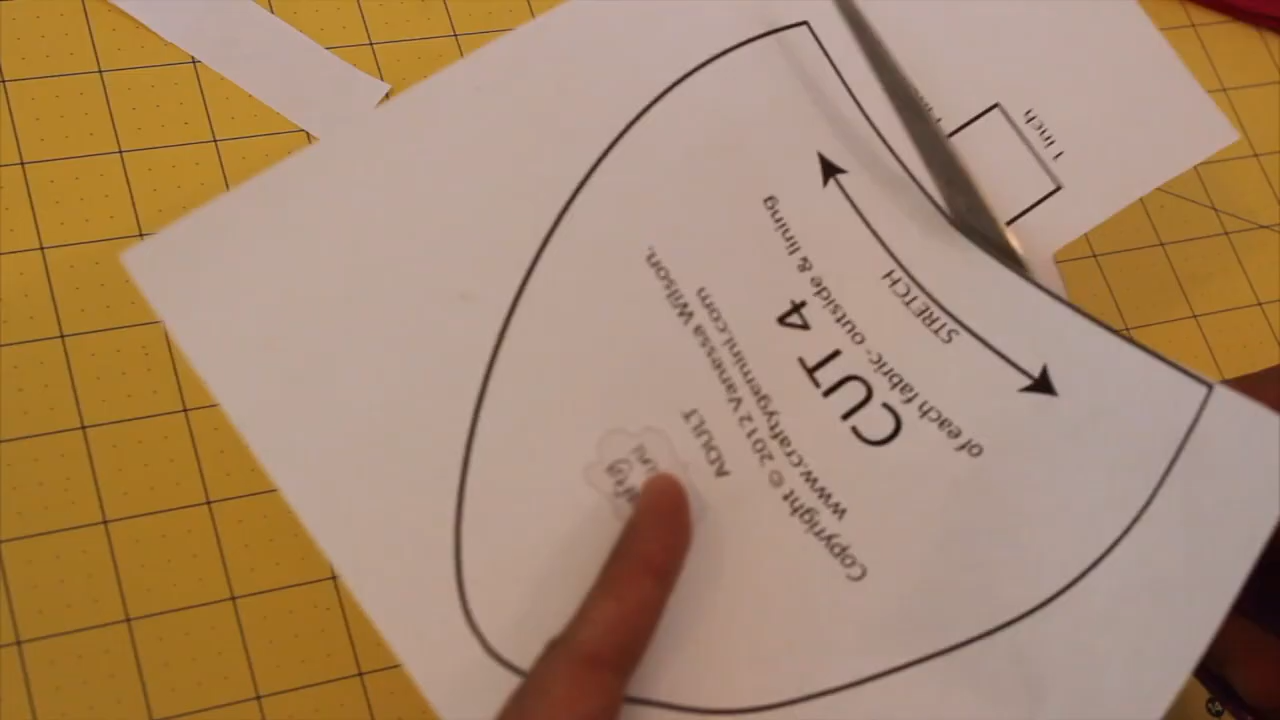 1 inch
STRETCH
CUT 4
of each fabric- outside & lining
Copyright © 2012 Vanessa Wilson.
www.craftygemini.com
ADULT